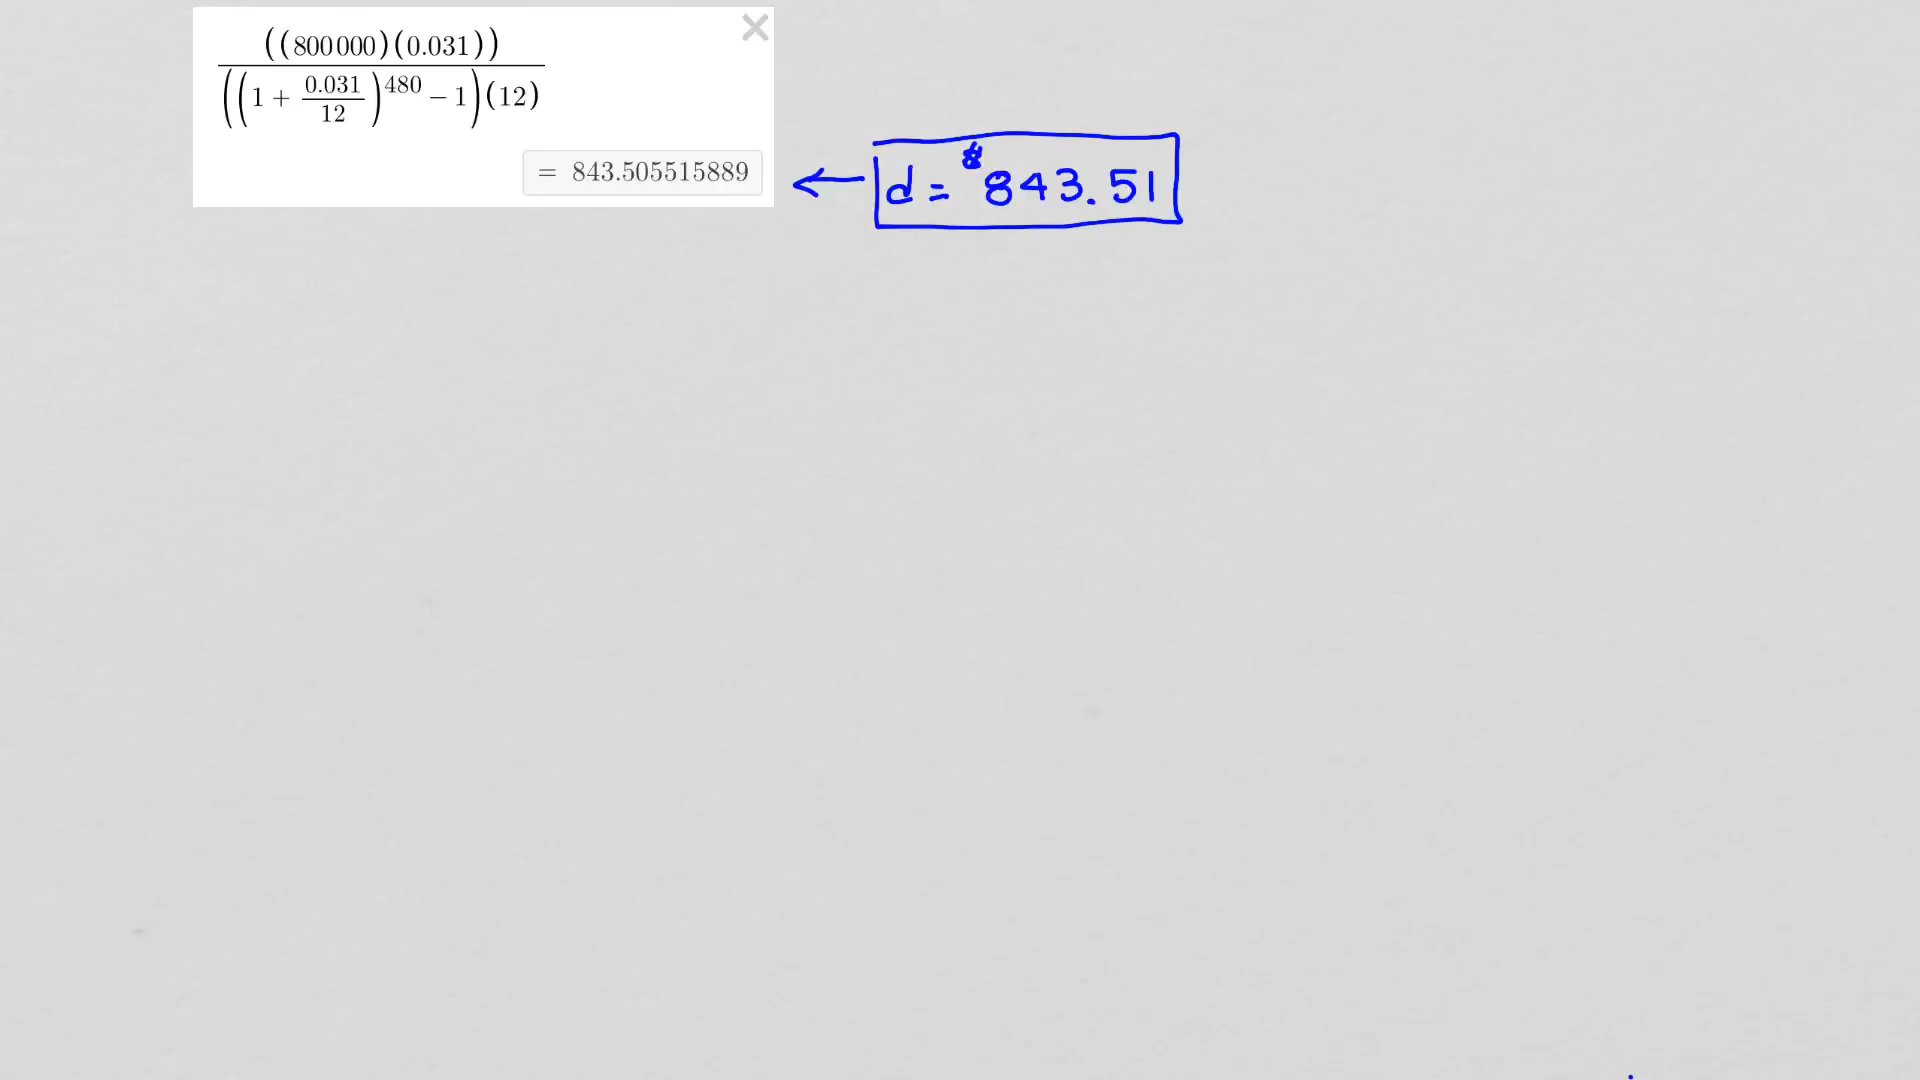 ((800000)(0.031))
((1 + 0.031/12)^480 − 1)(12)
= 843.505515889
← d = $843.51